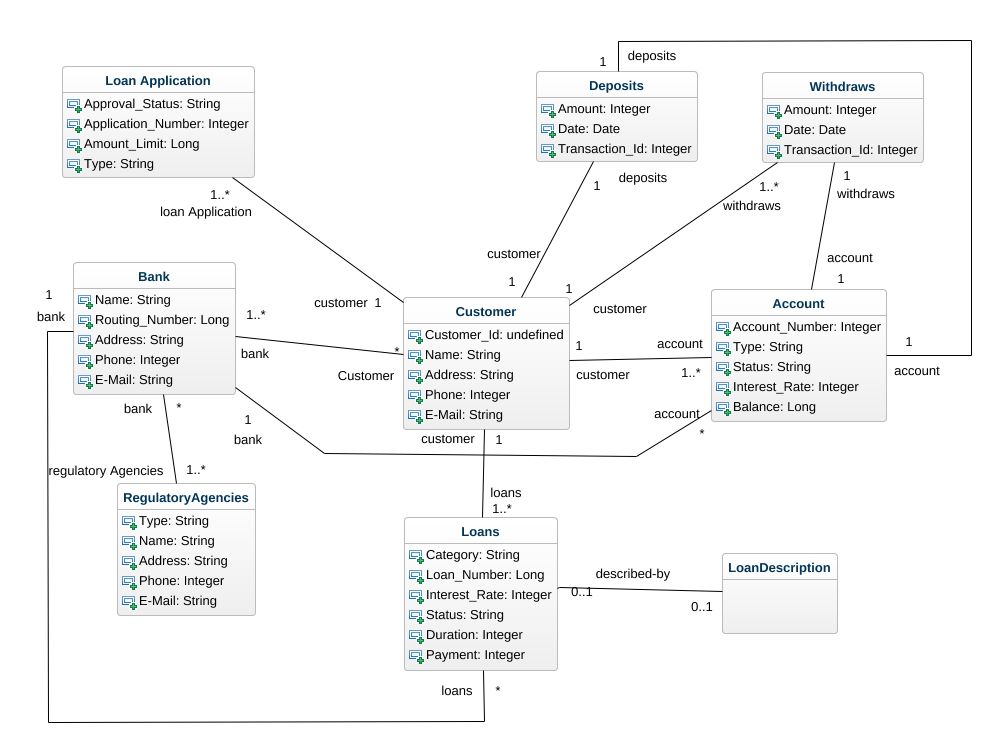 1
deposits
Loan Application
Approval_Status: String
Application_Number: Integer
Amount_Limit: Long
Type: String
Deposits
Amount: Integer
Date: Date
Transaction_Id: Integer
Withdraws
Amount: Integer
Date: Date
Transaction_Id: Integer
1..*
loan Application
1
deposits
1..*
withdraws
1
withdraws
customer
1
account
1
1
bank
Bank
Name: String
Routing_Number: Long
Address: String
Phone: Integer
E-Mail: String
1..*
bank
customer 1
*
Customer
Customer
Customer_Id: undefined
Name: String
Address: String
Phone: Integer
E-Mail: String
1
customer
1
customer
account
1..*
Account
Account_Number: Integer
Type: String
Status: String
Interest_Rate: Integer
Balance: Long
1
account
bank *
1
bank
account
*
customer 1
regulatory Agencies 1..*
loans
1..*
RegulatoryAgencies
Type: String
Name: String
Address: String
Phone: Integer
E-Mail: String
Loans
Category: String
Loan_Number: Long
Interest_Rate: Integer
Status: String
Duration: Integer
Payment: Integer
described-by
0..1
0..1
LoanDescription
loans *